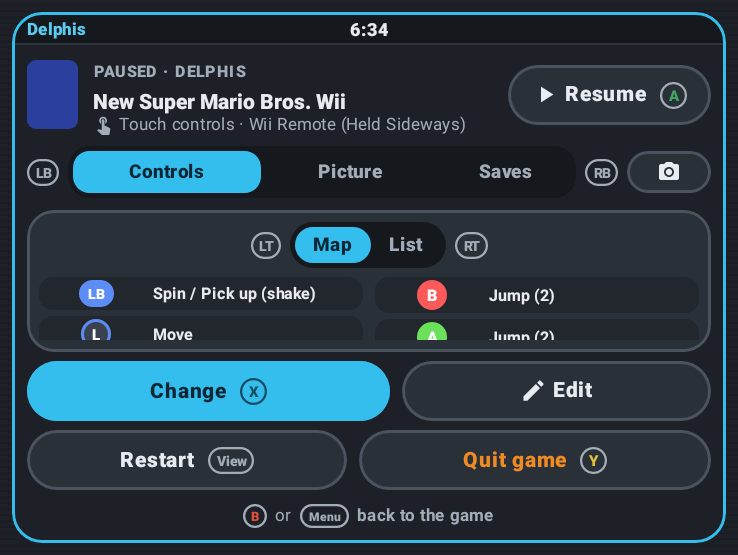 Delphis 6:34
PAUSED · DELPHIS
New Super Mario Bros. Wii
Touch controls · Wii Remote (Held Sideways)
Resume A
LB Controls Picture Saves RB
LT Map List RT
LB Spin / Pick up (shake) B Jump (2)
L Move A Jump (2)
Change X Edit
Restart View Quit game Y
B or Menu back to the game